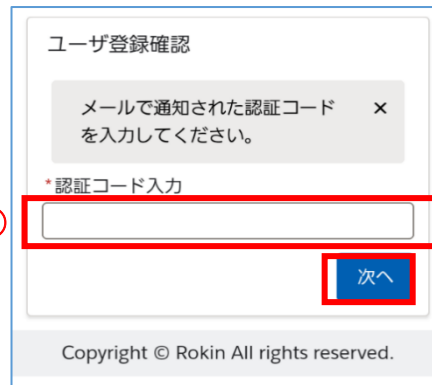 ユーザ登録確認
メールで通知された認証コード ×
を入力してください。
*認証コード入力
次へ
Copyright © Rokin All rights reserved.